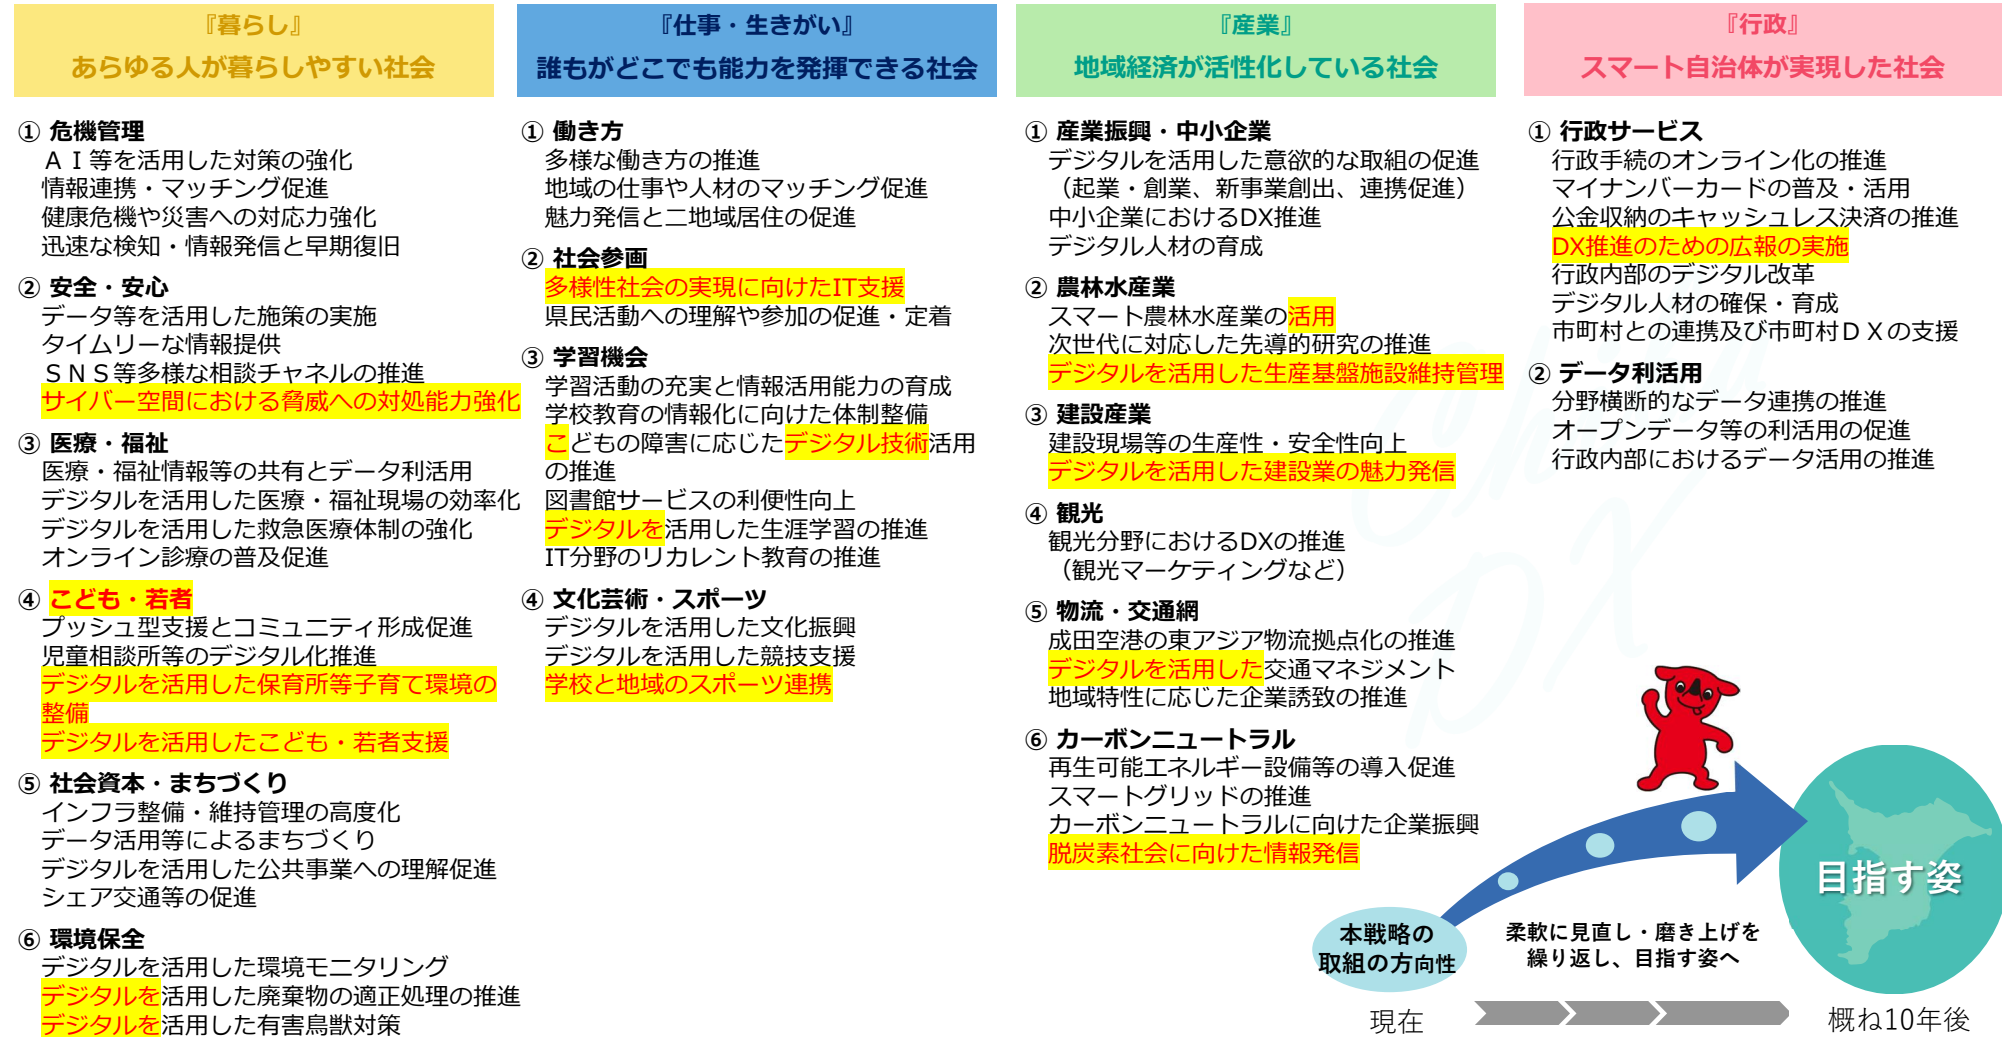 『暮らし』
あらゆる人が暮らしやすい社会
① 危機管理
ＡＩ等を活用した対策の強化
情報連携・マッチング促進
健康危機や災害への対応力強化
迅速な検知・情報発信と早期復旧
② 安全・安心
データ等を活用した施策の実施
タイムリーな情報提供
ＳＮＳ等多様な相談チャネルの推進
サイバー空間における脅威への対処能力強化
③ 医療・福祉
医療・福祉情報等の共有とデータ利活用
デジタルを活用した医療・福祉現場の効率化
デジタルを活用した救急医療体制の強化
オンライン診療の普及促進
④ こども・若者
プッシュ型支援とコミュニティ形成促進
児童相談所等のデジタル化推進
デジタルを活用した保育所等子育て環境の
整備
デジタルを活用したこども・若者支援
⑤ 社会資本・まちづくり
インフラ整備・維持管理の高度化
データ活用等によるまちづくり
デジタルを活用した公共事業への理解促進
シェア交通等の促進
⑥ 環境保全
デジタルを活用した環境モニタリング
デジタルを活用した廃棄物の適正処理の推進
デジタルを活用した有害鳥獣対策
『仕事・生きがい』
誰もがどこでも能力を発揮できる社会
① 働き方
多様な働き方の推進
地域の仕事や人材のマッチング促進
魅力発信と二地域居住の促進
② 社会参画
多様性社会の実現に向けたIT支援
県民活動への理解や参加の促進・定着
③ 学習機会
学習活動の充実と情報活用能力の育成
学校教育の情報化に向けた体制整備
こどもの障害に応じたデジタル技術活用
の推進
図書館サービスの利便性向上
デジタルを活用した生涯学習の推進
IT分野のリカレント教育の推進
④ 文化芸術・スポーツ
デジタルを活用した文化振興
デジタルを活用した競技支援
学校と地域のスポーツ連携
『産業』
地域経済が活性化している社会
① 産業振興・中小企業
デジタルを活用した意欲的な取組の促進
（起業・創業、新事業創出、連携促進）
中小企業におけるDX推進
デジタル人材の育成
② 農林水産業
スマート農林水産業の活用
次世代に対応した先導的研究の推進
デジタルを活用した生産基盤施設維持管理
③ 建設産業
建設現場等の生産性・安全性向上
デジタルを活用した建設業の魅力発信
④ 観光
観光分野におけるDXの推進
（観光マーケティングなど）
⑤ 物流・交通網
成田空港の東アジア物流拠点化の推進
デジタルを活用した交通マネジメント
地域特性に応じた企業誘致の推進
⑥ カーボンニュートラル
再生可能エネルギー設備等の導入促進
スマートグリッドの推進
カーボンニュートラルに向けた企業振興
脱炭素社会に向けた情報発信
『行政』
スマート自治体が実現した社会
① 行政サービス
行政手続のオンライン化の推進
マイナンバーカードの普及・活用
公金収納のキャッシュレス決済の推進
DX推進のための広報の実施
行政内部のデジタル改革
デジタル人材の確保・育成
市町村との連携及び市町村ＤＸの支援
② データ利活用
分野横断的なデータ連携の推進
オープンデータ等の利活用の促進
行政内部におけるデータ活用の推進
Chiba
DX
目指す姿
本戦略の
取組の方向性
柔軟に見直し・磨き上げを
繰り返し、目指す姿へ
現在
概ね10年後